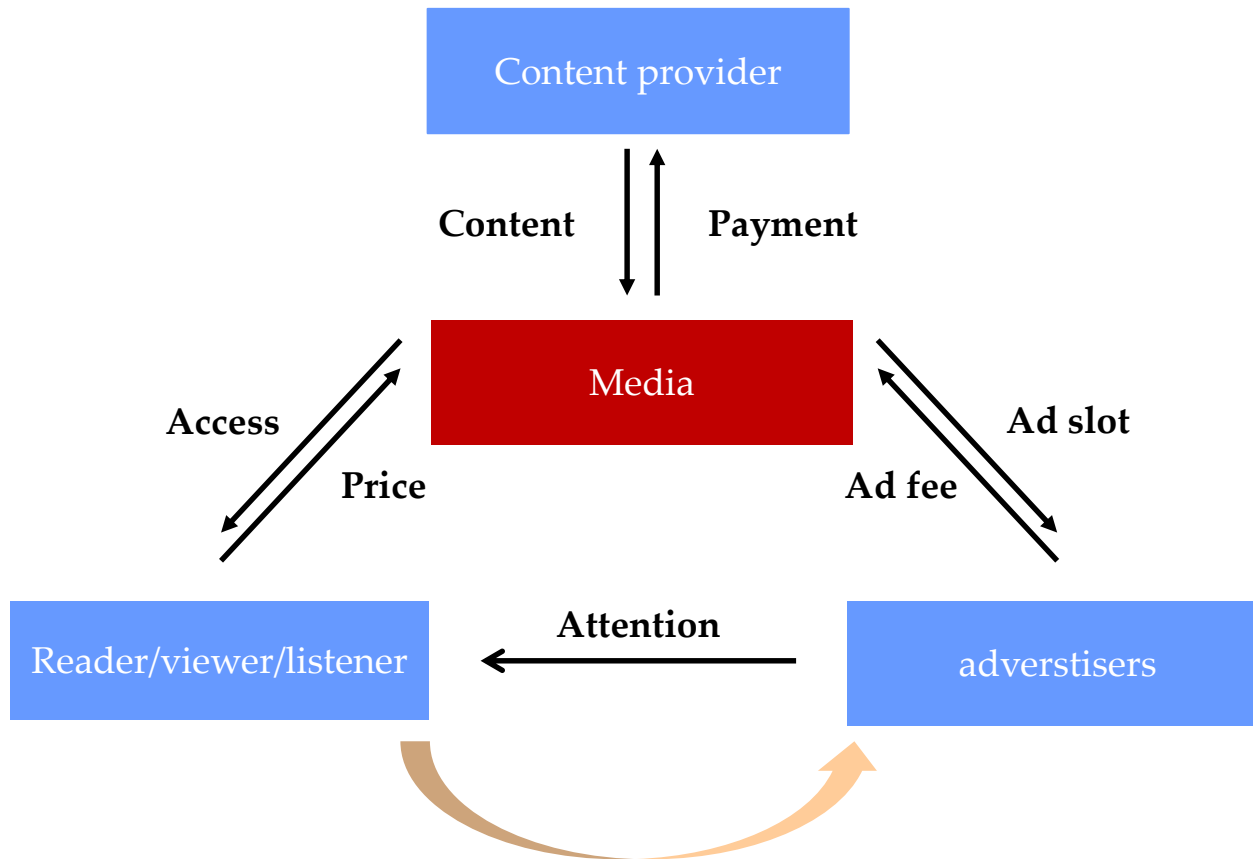 Content provider
Content
Payment
Media
Access
Price
Ad slot
Ad fee
Attention
Reader/viewer/listener
adverstisers